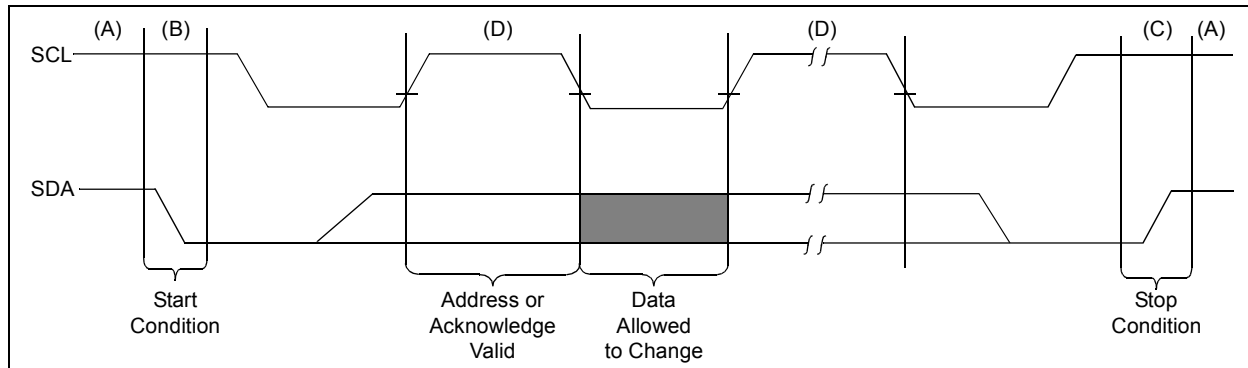 (A) (B) (D) (D) (C) (A)
SCL
SDA
Start
Condition
Address or
Acknowledge
Valid
Data
Allowed
to Change
Stop
Condition